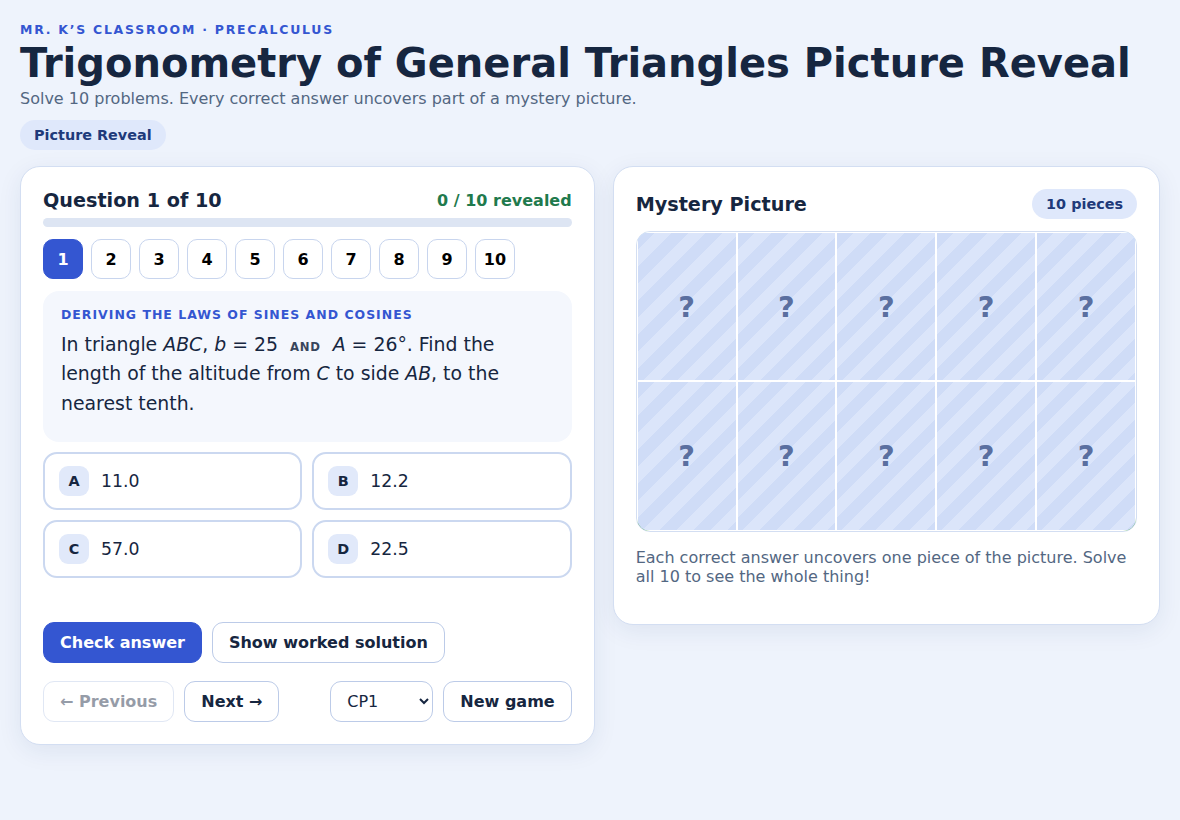 MR. K’S CLASSROOM · PRECALCULUS
Trigonometry of General Triangles Picture Reveal
Solve 10 problems. Every correct answer uncovers part of a mystery picture.
Picture Reveal
Question 1 of 10
0 / 10 revealed
1 2 3 4 5 6 7 8 9 10
DERIVING THE LAWS OF SINES AND COSINES
In triangle ABC, b = 25 AND A = 26°. Find the
length of the altitude from C to side AB, to the
nearest tenth.
A 11.0
B 12.2
C 57.0
D 22.5
Check answer
Show worked solution
← Previous
Next →
CP1
New game
Mystery Picture
10 pieces
? ? ? ? ?
? ? ? ? ?
Each correct answer uncovers one piece of the picture. Solve
all 10 to see the whole thing!